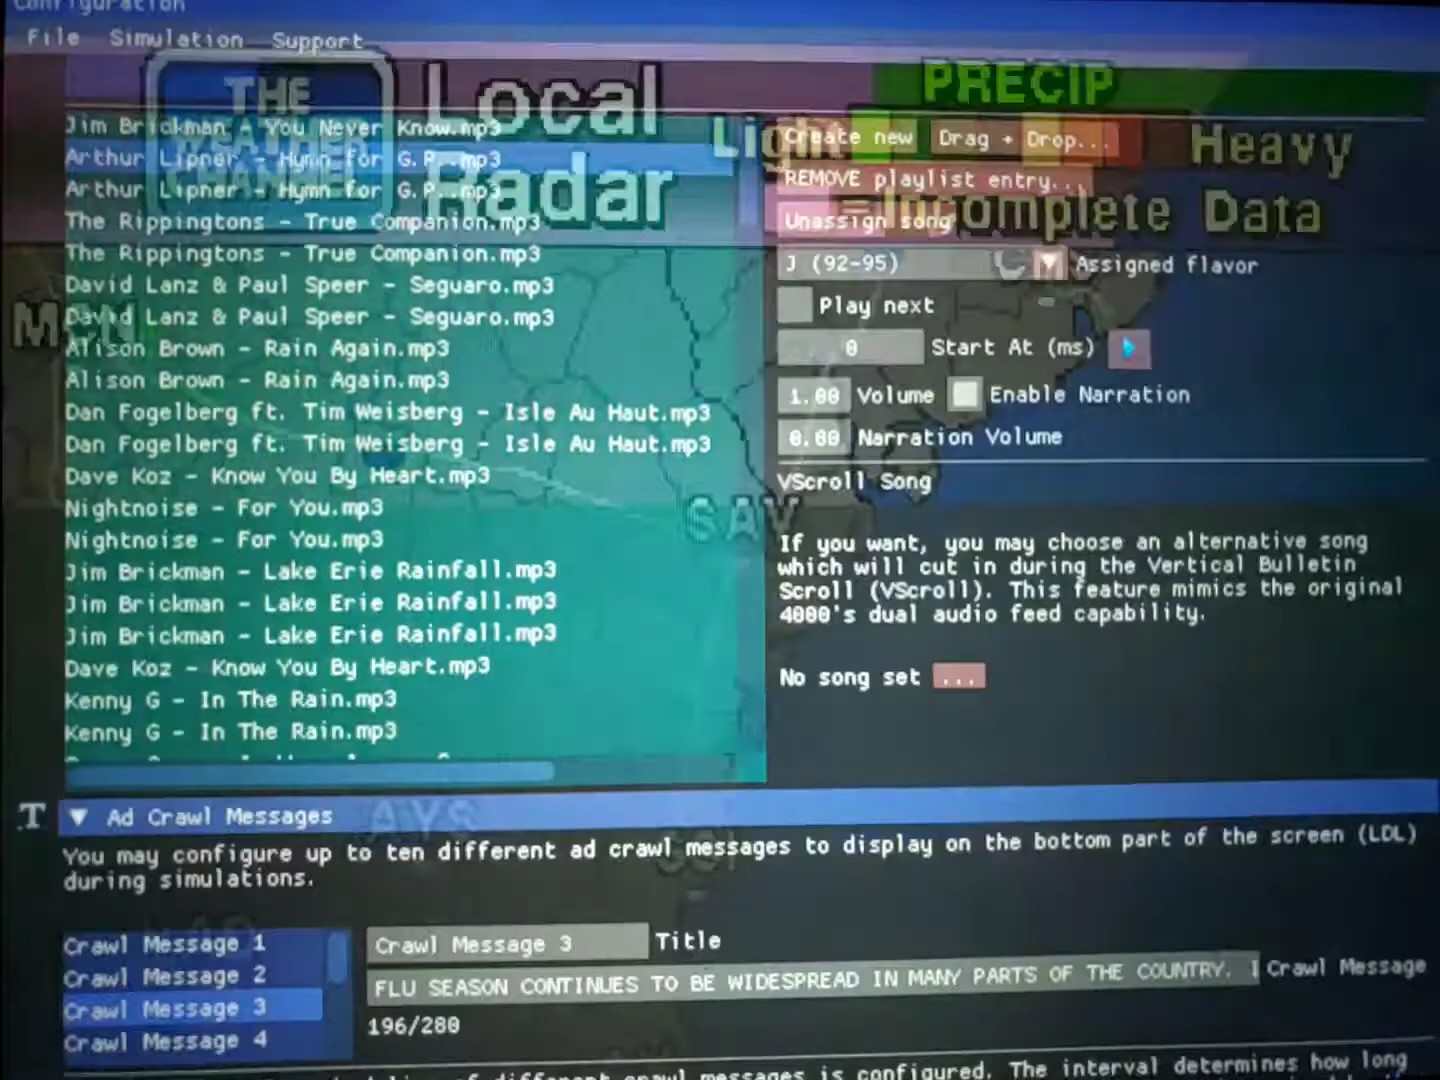 Configuration
File Simulation Support
THE
WEATHER
CHANNEL
Local
Radar
PRECIP
Light
Heavy
= Incomplete Data
Jim Brickman - You Never Know.mp3
Arthur Lipner - Hymn for G.P..mp3
Arthur Lipner - Hymn for G.P..mp3
The Rippingtons - True Companion.mp3
The Rippingtons - True Companion.mp3
David Lanz & Paul Speer - Seguaro.mp3
David Lanz & Paul Speer - Seguaro.mp3
Alison Brown - Rain Again.mp3
Alison Brown - Rain Again.mp3
Dan Fogelberg ft. Tim Weisberg - Isle Au Haut.mp3
Dan Fogelberg ft. Tim Weisberg - Isle Au Haut.mp3
Dave Koz - Know You By Heart.mp3
Nightnoise - For You.mp3
Nightnoise - For You.mp3
Jim Brickman - Lake Erie Rainfall.mp3
Jim Brickman - Lake Erie Rainfall.mp3
Jim Brickman - Lake Erie Rainfall.mp3
Dave Koz - Know You By Heart.mp3
Kenny G - In The Rain.mp3
Kenny G - In The Rain.mp3
Create new Drag + Drop...
REMOVE playlist entry...
Unassign song
J (92-95) Assigned flavor
Play next
0 Start At (ms)
1.00 Volume Enable Narration
0.00 Narration Volume
VScroll Song
If you want, you may choose an alternative song
which will cut in during the Vertical Bulletin
Scroll (VScroll). This feature mimics the original
4000's dual audio feed capability.
No song set ...
MCN
SAV
AYS
SSI
Ad Crawl Messages
You may configure up to ten different ad crawl messages to display on the bottom part of the screen (LDL)
during simulations.
Crawl Message 1
Crawl Message 2
Crawl Message 3
Crawl Message 4
Crawl Message 3 Title
FLU SEASON CONTINUES TO BE WIDESPREAD IN MANY PARTS OF THE COUNTRY. Crawl Message
196/280
of different crawl messages is configured. The interval determines how long